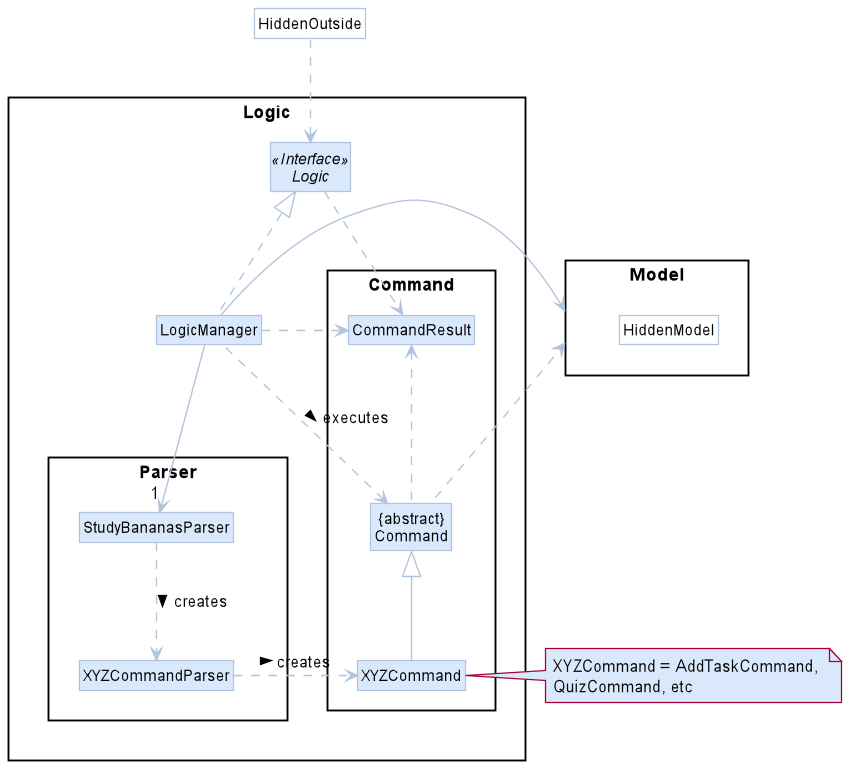 HiddenOutside
Logic
«Interface»
Logic
Command
Model
LogicManager
CommandResult
HiddenModel
executes
Parser
1
StudyBananasParser
{abstract}
Command
creates
creates
XYZCommandParser
XYZCommand
XYZCommand = AddTaskCommand,
QuizCommand, etc